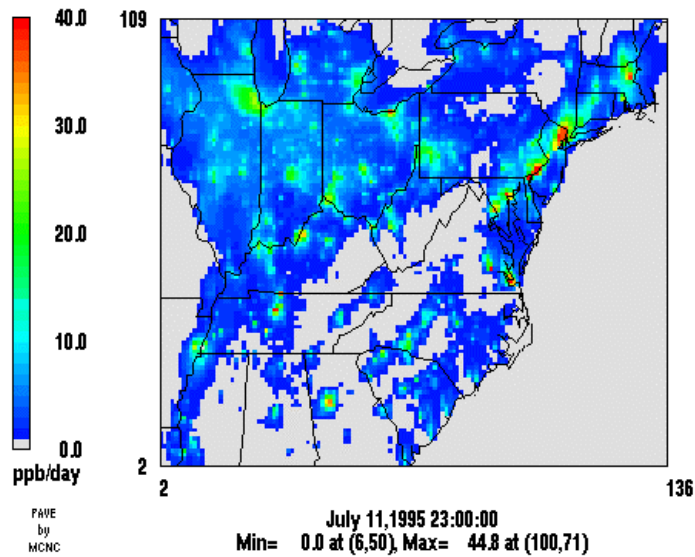 40.0
30.0
20.0
10.0
0.0
ppb/day
PAVE
by
MCNC
109
2
2
136
July 11,1995 23:00:00
Min= 0.0 at (6,50), Max= 44.8 at (100,71)